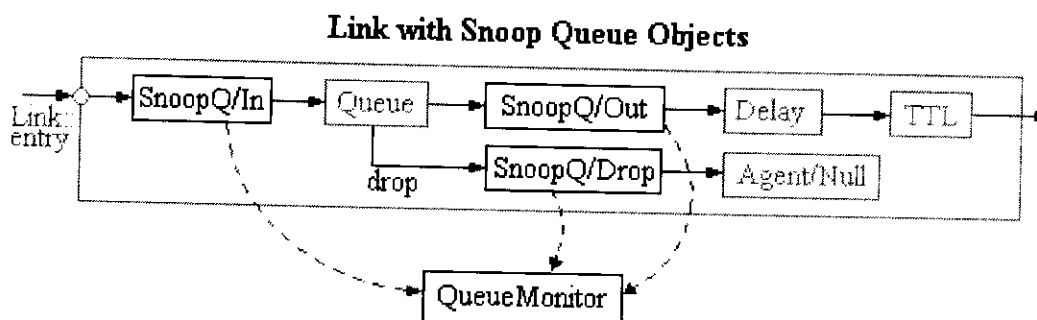 Link with Snoop Queue Objects
Link
entry
SnoopQ/In
Queue
SnoopQ/Out
Delay
TTL
drop
SnoopQ/Drop
Agent/Null
QueueMonitor